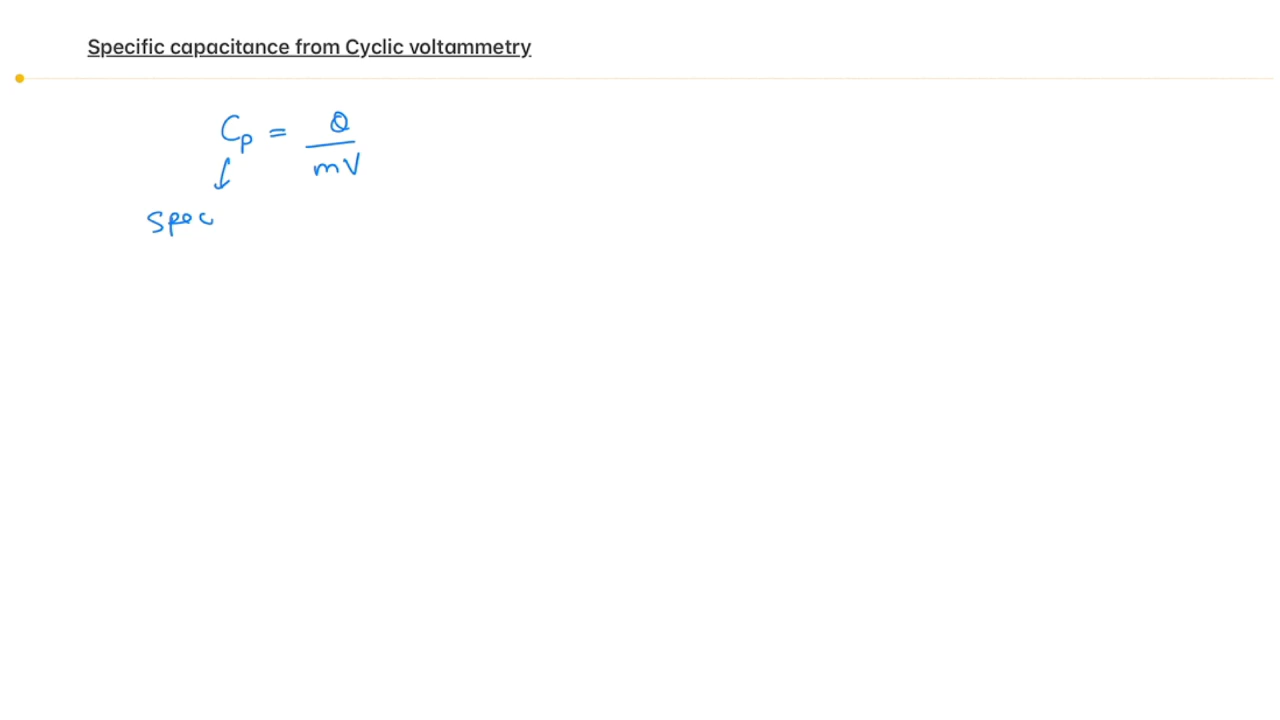 Specific capacitance from Cyclic voltammetry
Cp = Q / mV
Spec